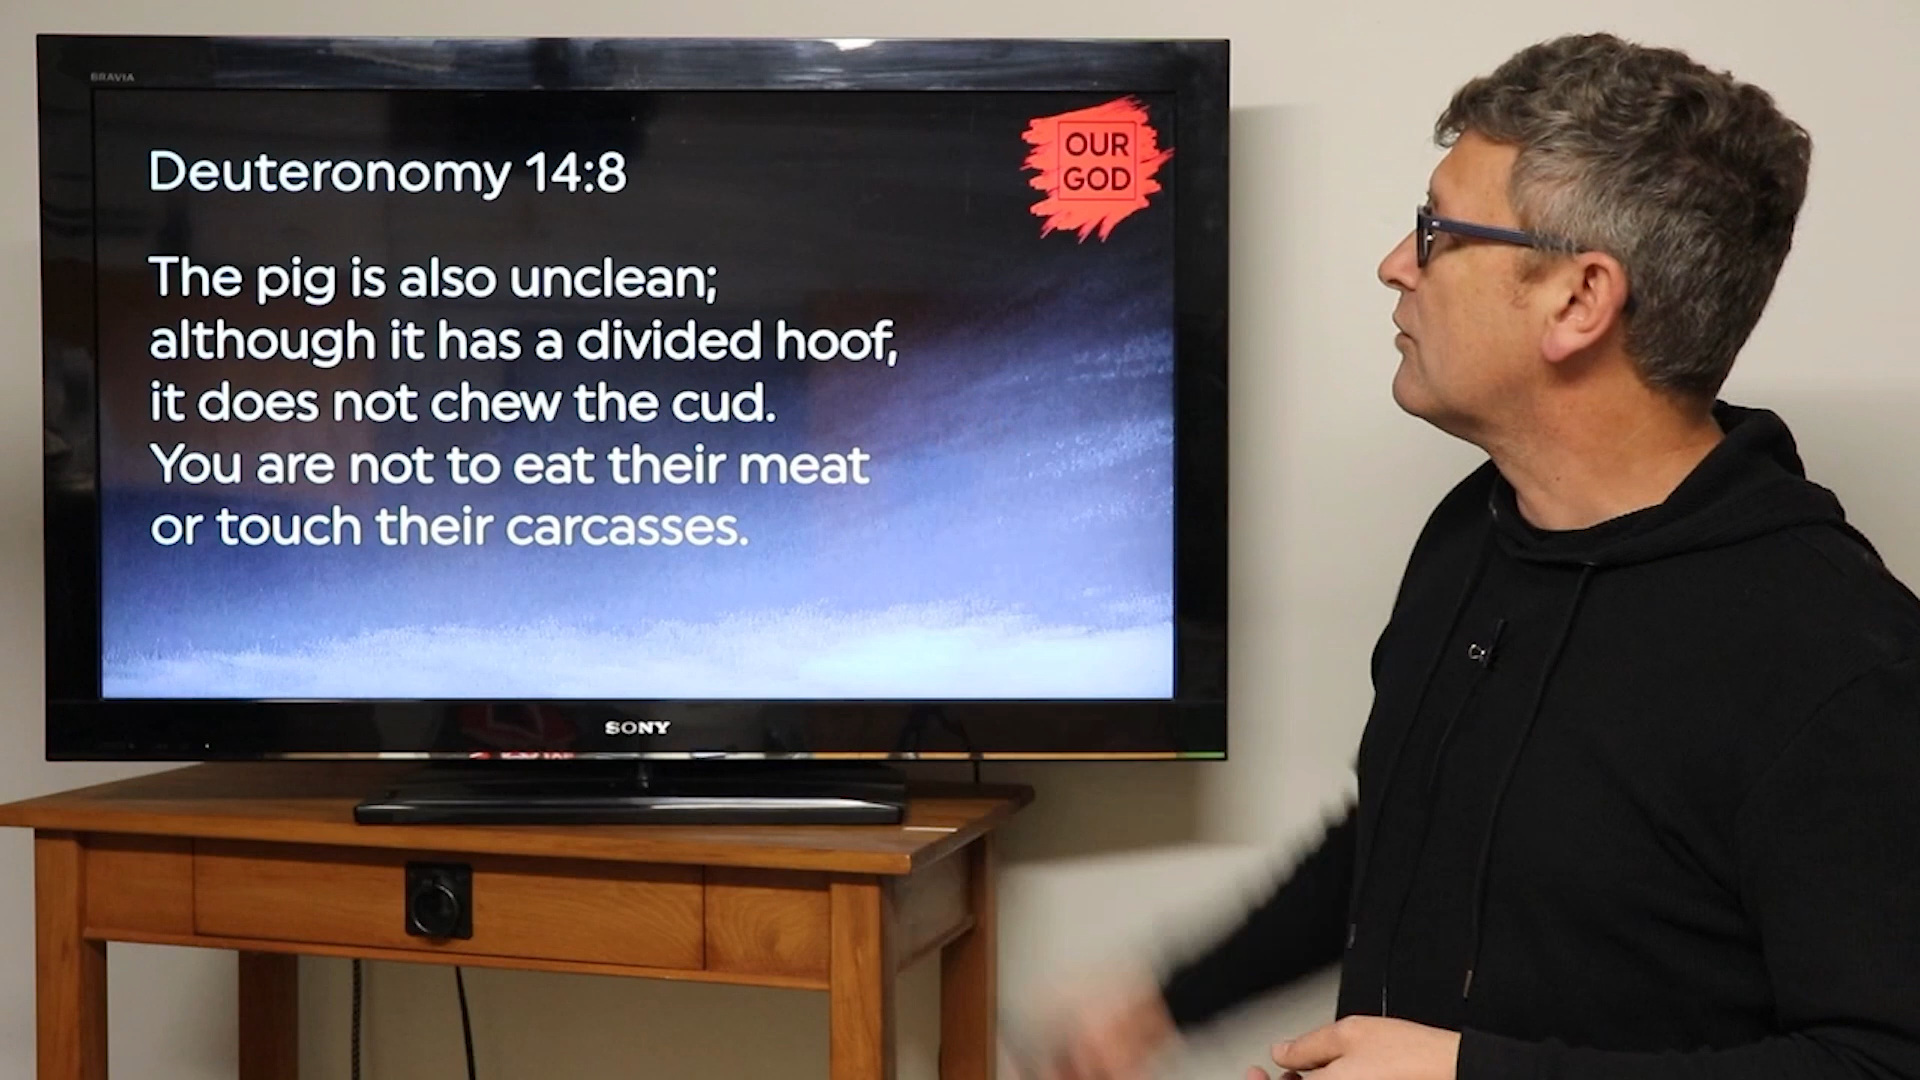 BRAVIA
OUR
GOD
Deuteronomy 14:8
The pig is also unclean;
although it has a divided hoof,
it does not chew the cud.
You are not to eat their meat
or touch their carcasses.
SONY